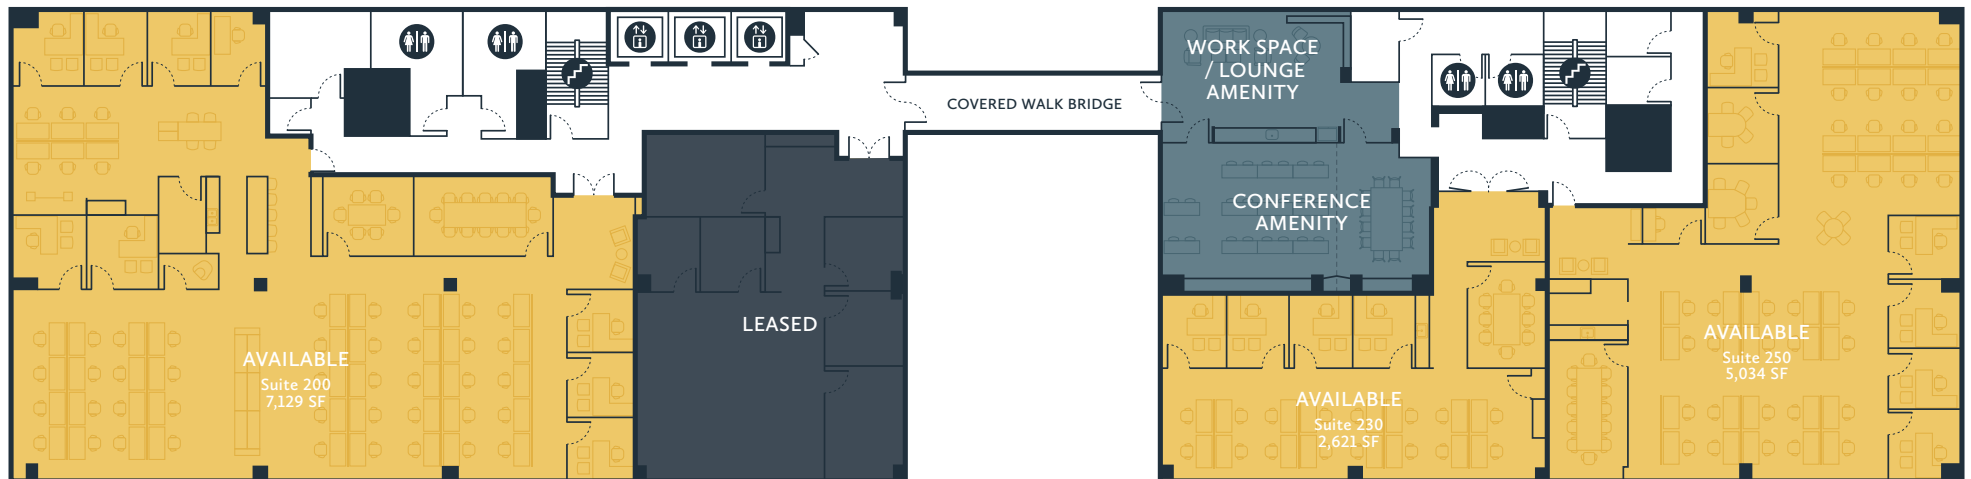 WORK SPACE
/ LOUNGE
AMENITY
COVERED WALK BRIDGE
CONFERENCE
AMENITY
LEASED
AVAILABLE
Suite 200
7,129 SF
AVAILABLE
Suite 230
2,621 SF
AVAILABLE
Suite 250
5,034 SF